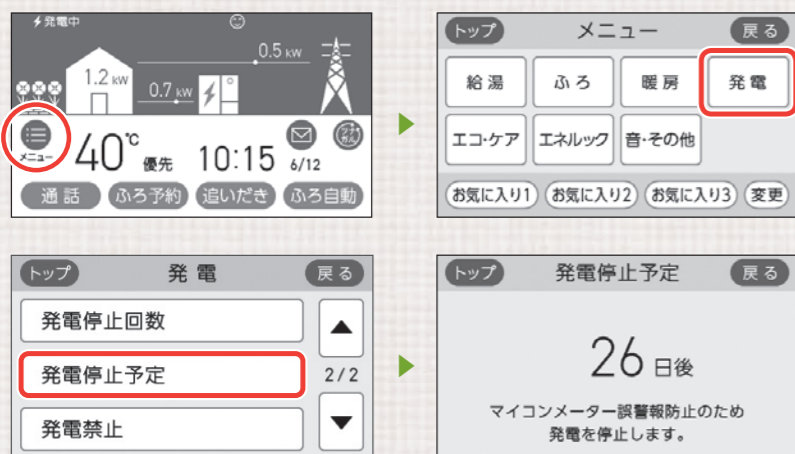 発電中
0.5 kw
1.2 kw
0.7 kw
メニュー
40℃ 優先 10:15 6/12
プチ
ガス
通話 ふろ予約 追いだき ふろ自動
トップ メニュー 戻る
給湯 ふろ 暖房 発電
エコ・ケア エネルック 音・その他
お気に入り1 お気に入り2 お気に入り3 変更
トップ 発電 戻る
発電停止回数
発電停止予定 2/2
発電禁止
トップ 発電停止予定 戻る
26日後
マイコンメーター誤警報防止のため
発電を停止します。